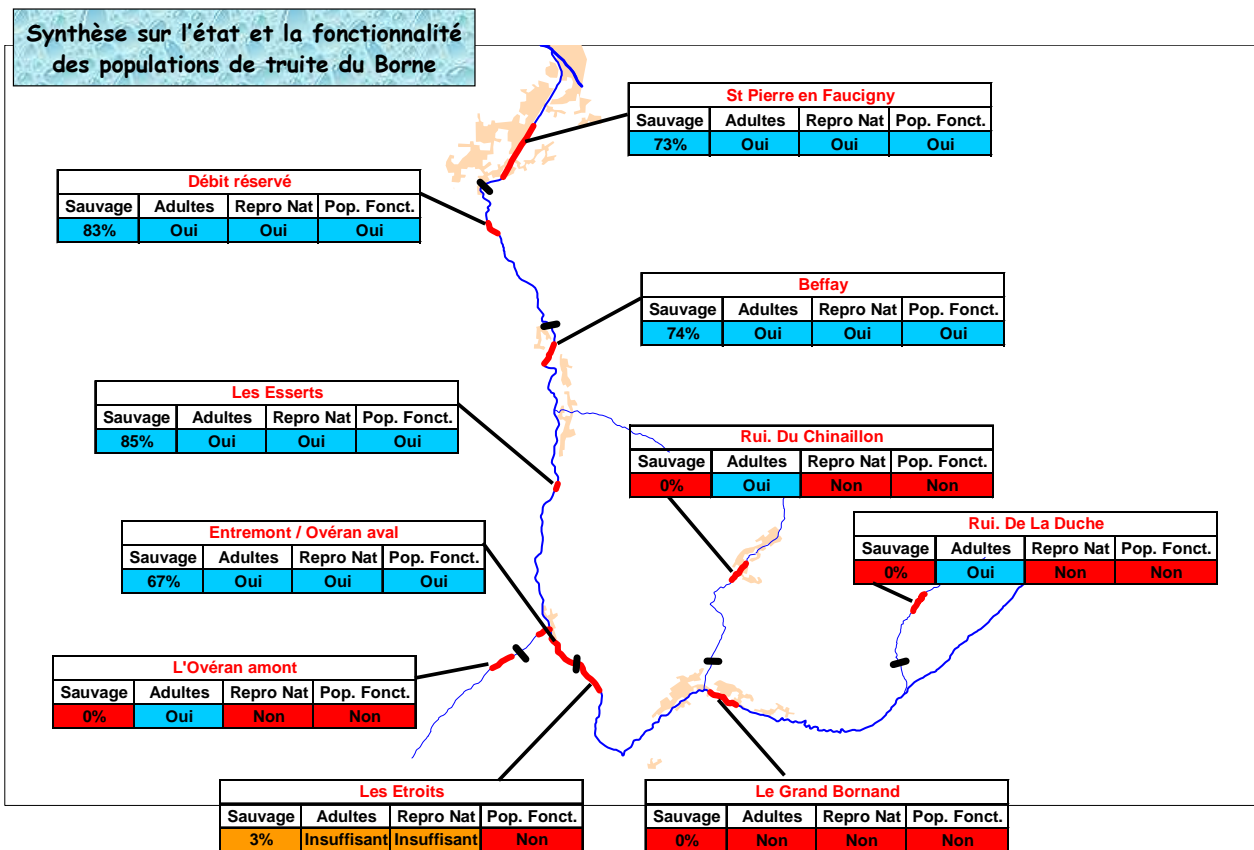 Synthèse sur l'état et la fonctionnalité
des populations de truite du Borne
St Pierre en Faucigny
Sauvage Adultes Repro Nat Pop. Fonct.
73% Oui Oui Oui
Débit réservé
Sauvage Adultes Repro Nat Pop. Fonct.
83% Oui Oui Oui
Beffay
Sauvage Adultes Repro Nat Pop. Fonct.
74% Oui Oui Oui
Les Esserts
Sauvage Adultes Repro Nat Pop. Fonct.
85% Oui Oui Oui
Rui. Du Chinaillon
Sauvage Adultes Repro Nat Pop. Fonct.
0% Oui Non Non
Entremont / Ovéran aval
Sauvage Adultes Repro Nat Pop. Fonct.
67% Oui Oui Oui
Rui. De La Duche
Sauvage Adultes Repro Nat Pop. Fonct.
0% Oui Non Non
L'Ovéran amont
Sauvage Adultes Repro Nat Pop. Fonct.
0% Oui Non Non
Les Etroits
Sauvage Adultes Repro Nat Pop. Fonct.
3% Insuffisant Insuffisant Non
Le Grand Bornand
Sauvage Adultes Repro Nat Pop. Fonct.
0% Non Non Non